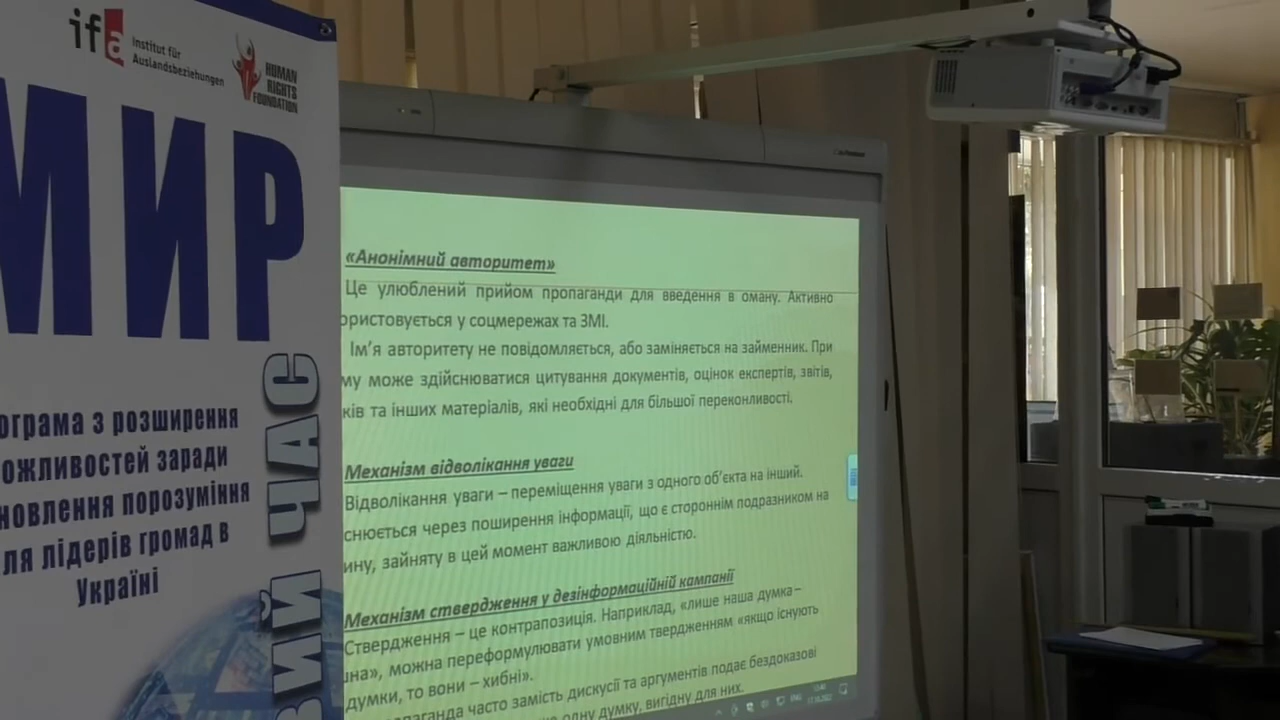 ifa
Institut für
Auslandsbeziehungen
HUMAN
RIGHTS
FOUNDATION
МИР
ограма з розширення
ожливостей заради
новлення порозуміння
ля лідерів громад в
Україні
ВИЙ ЧАС
«Анонімний авторитет»
Це улюблений прийом пропаганди для введення в оману. Активно
ористовується у соцмережах та ЗМІ.
Ім’я авторитету не повідомляється, або заміняється на займенник. При
му може здійснюватися цитування документів, оцінок експертів, звітів,
ків та інших матеріалів, які необхідні для більшої переконливості.
Механізм відволікання уваги
Відволікання уваги – переміщення уваги з одного об’єкта на інший.
снюється через поширення інформації, що є стороннім подразником на
ину, зайняту в цей момент важливою діяльністю.
Механізм ствердження у дезінформаційній кампанії
Ствердження – це контрапозиція. Наприклад, «лише наша думка –
на», можна переформулювати умовним твердженням «якщо існують
думки, то вони – хибні».
опаганда часто замість дискусії та аргументів подає бездоказові
одну думку, вигідну для них.